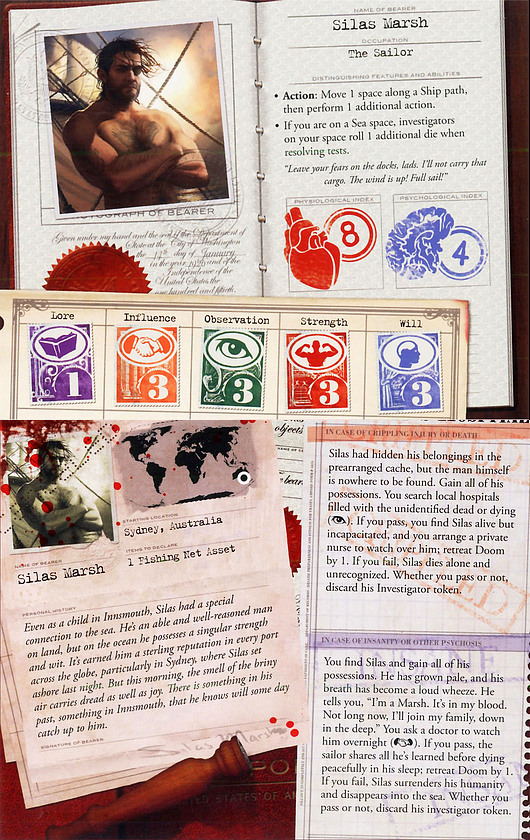 NAME OF BEARER
Silas Marsh
OCCUPATION
The Sailor
DISTINGUISHING FEATURES AND ABILITIES
• Action: Move 1 space along a Ship path,
then perform 1 additional action.
• If you are on a Sea space, investigators
on your space roll 1 additional die when
resolving tests.
"Leave your fears on the docks, lads. I'll not carry that
cargo. The wind is up! Full sail!"
PHYSIOLOGICAL INDEX
PSYCHOLOGICAL INDEX
8
4
OF BEARER
Given under my hand and the seal of the Department of
State at the City of Washington
the 14th day of January
in the year 19 and of the
Independence of the
United States the
one hundred and fiftieth.
Lore
Influence
Observation
Strength
Will
1
3
3
3
3
STARTING LOCATION
Sydney, Australia
ITEMS TO DECLARE
1 Fishing Net Asset
NAME OF BEARER
Silas Marsh
PERSONAL HISTORY
Even as a child in Innsmouth, Silas had a special
connection to the sea. He's an able and well-reasoned man
on land, but on the ocean he possesses a singular strength
and wit. It's earned him a sterling reputation in every port
across the globe, particularly in Sydney, where Silas set
ashore last night. But this morning, the smell of the briny
air carries dread as well as joy. There is something in his
past, something in Innsmouth, that he knows will some day
catch up to him.
SIGNATURE OF BEARER
Silas Marsh
IN CASE OF CRIPPLING INJURY OR DEATH
Silas had hidden his belongings in the
prearranged cache, but the man himself
is nowhere to be found. Gain all of his
possessions. You search local hospitals
filled with the unidentified dead or dying
( ). If you pass, you find Silas alive but
incapacitated, and you arrange a private
nurse to watch over him; retreat Doom
by 1. If you fail, Silas dies alone and
unrecognized. Whether you pass or not,
discard his Investigator token.
IN CASE OF INSANITY OR OTHER PSYCHOSIS
You find Silas and gain all of his
possessions. He has grown pale, and his
breath has become a loud wheeze. He
tells you, "I'm a Marsh. It's in my blood.
Not long now, I'll join my family, down
in the deep." You ask a doctor to watch
him overnight ( ). If you pass, the
sailor shares all he's learned before dying
peacefully in his sleep; retreat Doom by 1.
If you fail, Silas surrenders his humanity
and disappears into the sea. Whether you
pass or not, discard his investigator token.